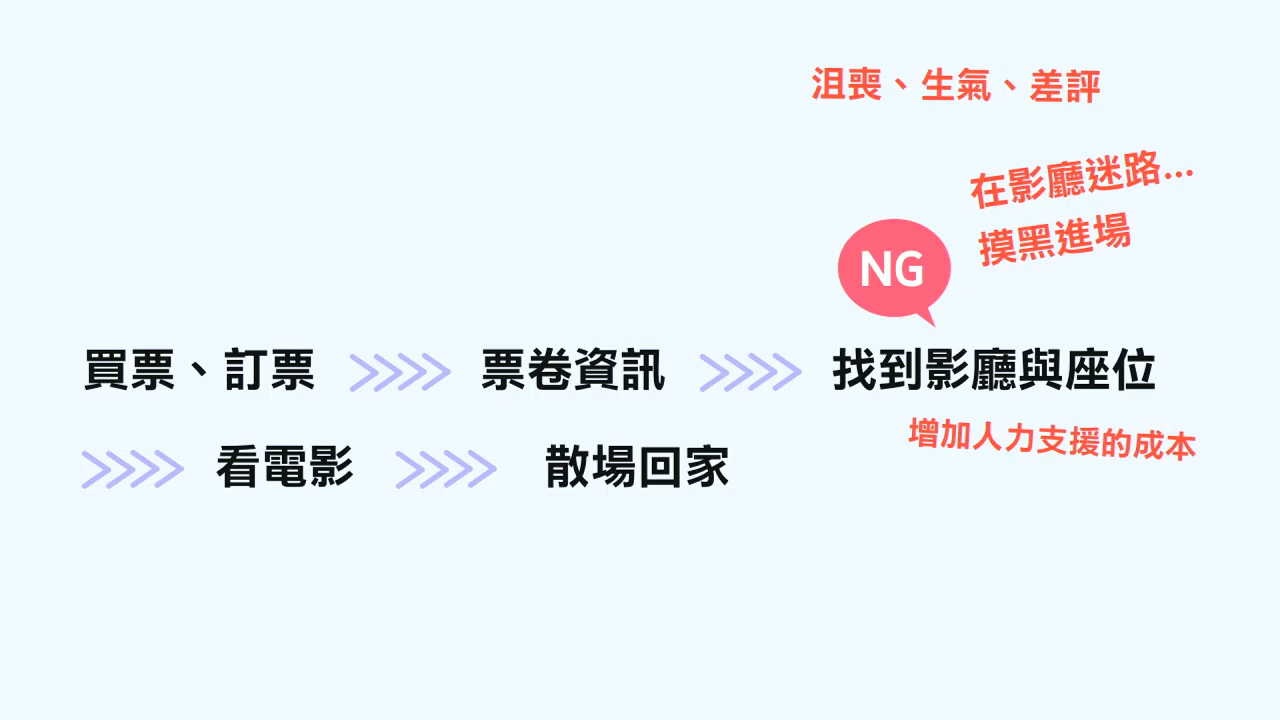 沮喪、生氣、差評
在影廳迷路...
摸黑進場
NG
買票、訂票 票卷資訊 找到影廳與座位
增加人力支援的成本
看電影 散場回家